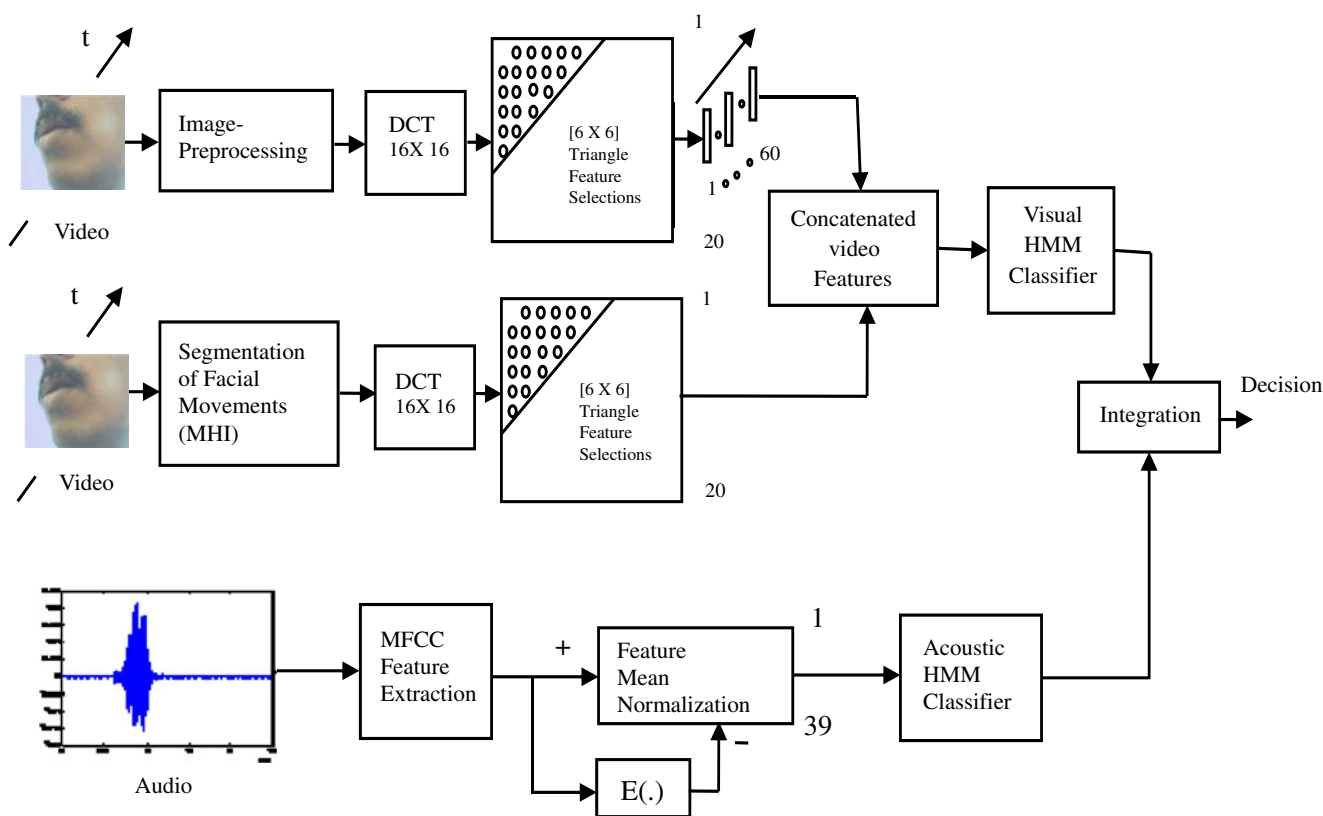 t
1
Image-
Preprocessing
DCT
16X 16
[6 X 6]
Triangle
Feature
Selections
60
1
20
Video
Concatenated
video
Features
Visual
HMM
Classifier
t
1
Segmentation
of Facial
Movements
(MHI)
DCT
16X 16
[6 X 6]
Triangle
Feature
Selections
20
Video
Integration
Decision
MFCC
Feature
Extraction
+
Feature
Mean
Normalization
1
39
−
E(.)
Acoustic
HMM
Classifier
Audio